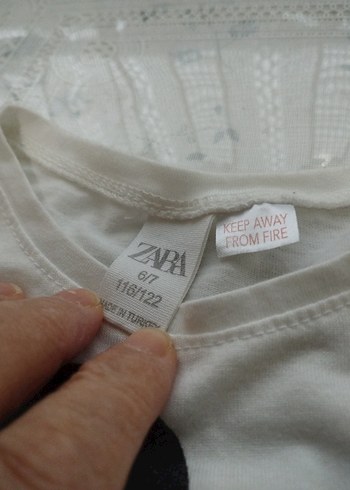 ZARA
6/7
116/122
MADE IN TURKEY
KEEP AWAY
FROM FIRE